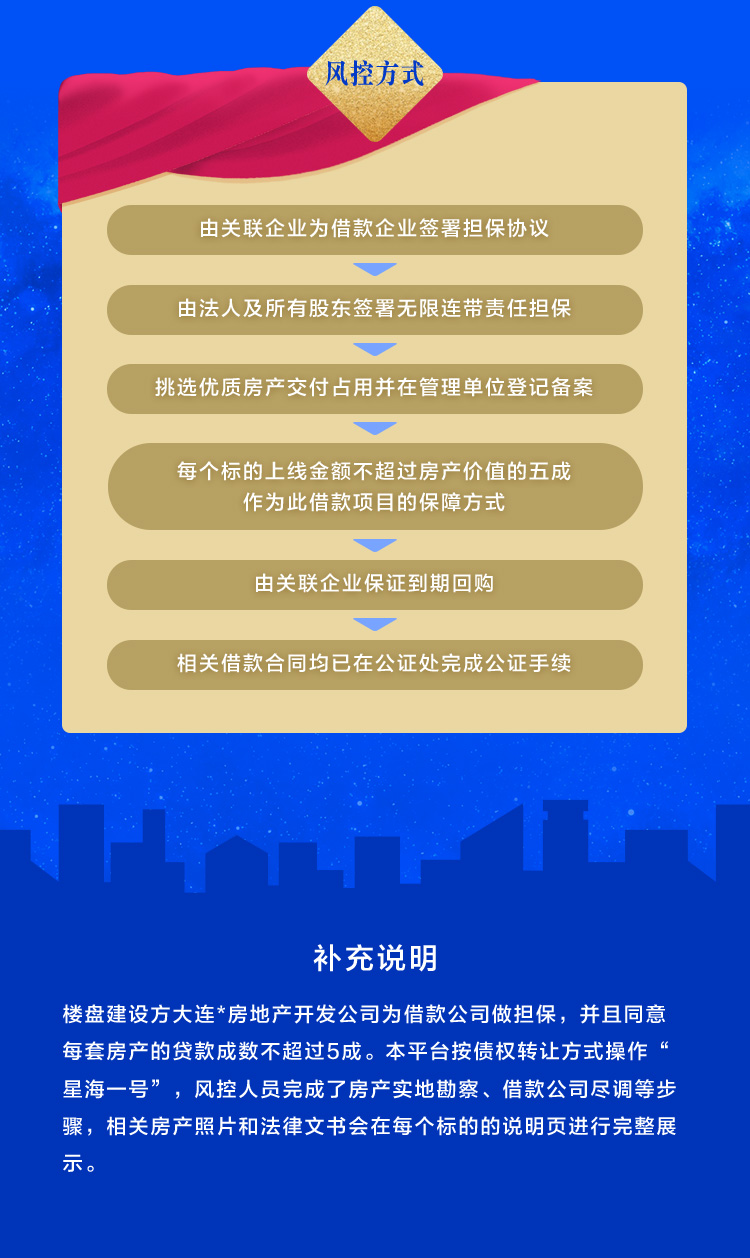 风控方式
由关联企业为借款企业签署担保协议
由法人及所有股东签署无限连带责任担保
挑选优质房产交付占用并在管理单位登记备案
每个标的上线金额不超过房产价值的五成
作为此借款项目的保障方式
由关联企业保证到期回购
相关借款合同均已在公证处完成公证手续
补充说明
楼盘建设方大连*房地产开发公司为借款公司做担保，并且同意
每套房产的贷款成数不超过5成。本平台按债权转让方式操作“
星海一号”，风控人员完成了房产实地勘察、借款公司尽调等步
骤，相关房产照片和法律文书会在每个标的的说明页进行完整展
示。